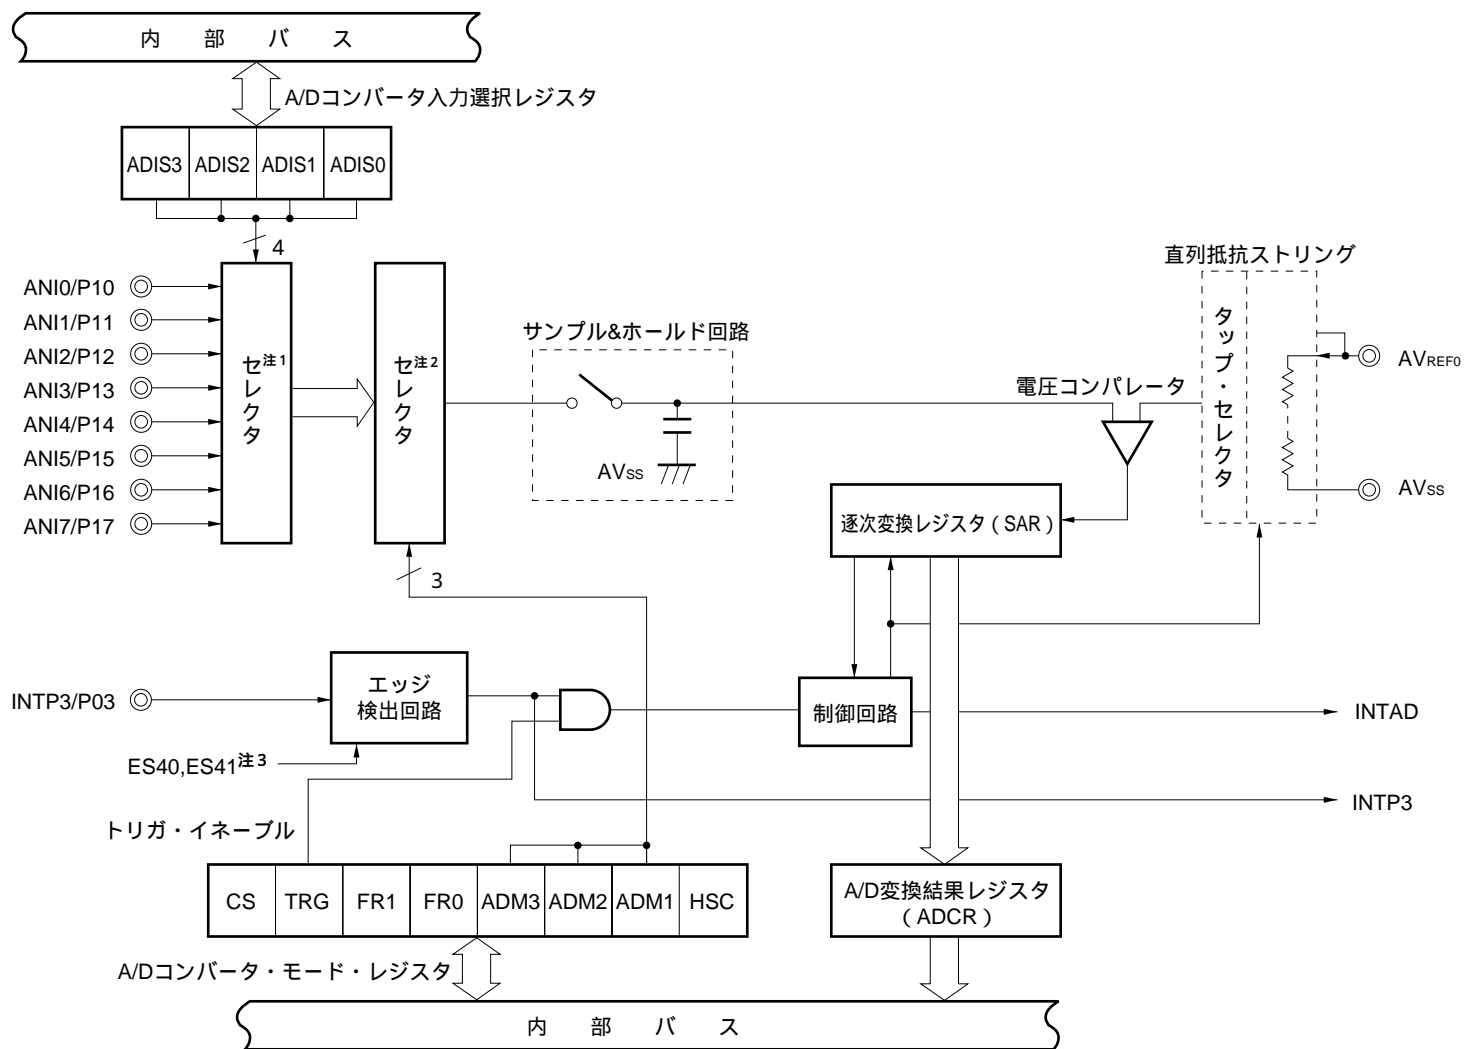 内部バス
A/Dコンバータ入力選択レジスタ
ADIS3 ADIS2 ADIS1 ADIS0
4
ANI0/P10
ANI1/P11
ANI2/P12
ANI3/P13
ANI4/P14
ANI5/P15
ANI6/P16
ANI7/P17
セレクタ注1
セレクタ注2
サンプル&ホールド回路
AVSS
電圧コンパレータ
直列抵抗ストリング
タップ・セレクタ
AVREF0
AVSS
逐次変換レジスタ(SAR)
3
INTP3/P03
エッジ
検出回路
ES40,ES41注3
制御回路
INTAD
INTP3
トリガ・イネーブル
CS TRG FR1 FR0 ADM3 ADM2 ADM1 HSC
A/D変換結果レジスタ
(ADCR)
A/Dコンバータ・モード・レジスタ
内部バス